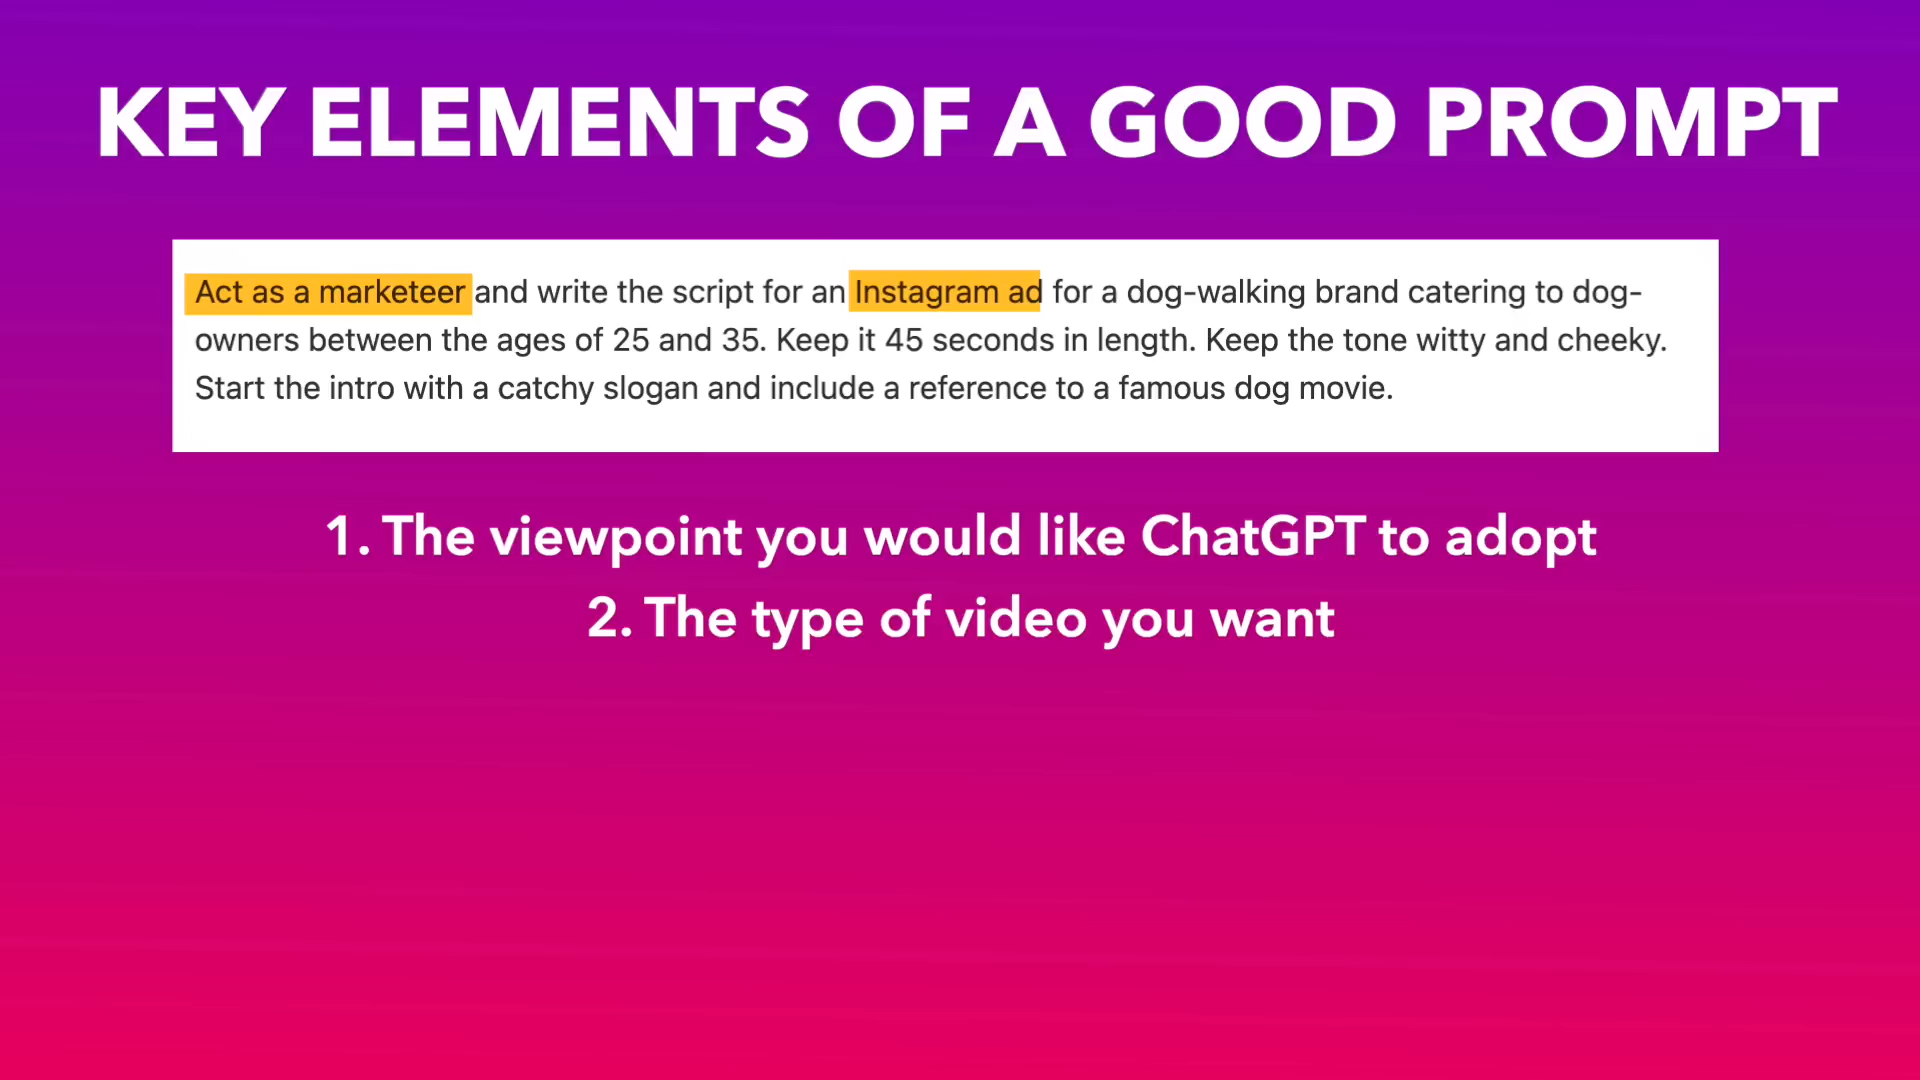 KEY ELEMENTS OF A GOOD PROMPT
Act as a marketeer and write the script for an Instagram ad for a dog-walking brand catering to dog-
owners between the ages of 25 and 35. Keep it 45 seconds in length. Keep the tone witty and cheeky.
Start the intro with a catchy slogan and include a reference to a famous dog movie.
1. The viewpoint you would like ChatGPT to adopt
2. The type of video you want